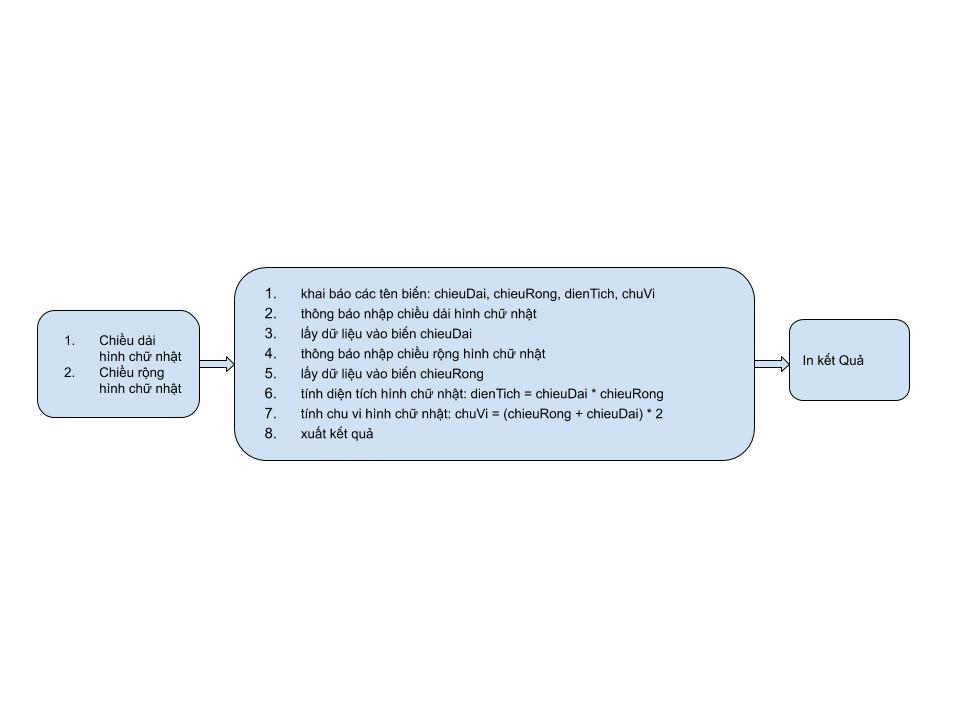 1. Chiều dài
hình chữ nhật
2. Chiều rộng
hình chữ nhật
1. khai báo các tên biến: chieuDai, chieuRong, dienTich, chuVi
2. thông báo nhập chiều dài hình chữ nhật
3. lấy dữ liệu vào biến chieuDai
4. thông báo nhập chiều rộng hình chữ nhật
5. lấy dữ liệu vào biến chieuRong
6. tính diện tích hình chữ nhật: dienTich = chieuDai * chieuRong
7. tính chu vi hình chữ nhật: chuVi = (chieuRong + chieuDai) * 2
8. xuất kết quả
In kết Quả